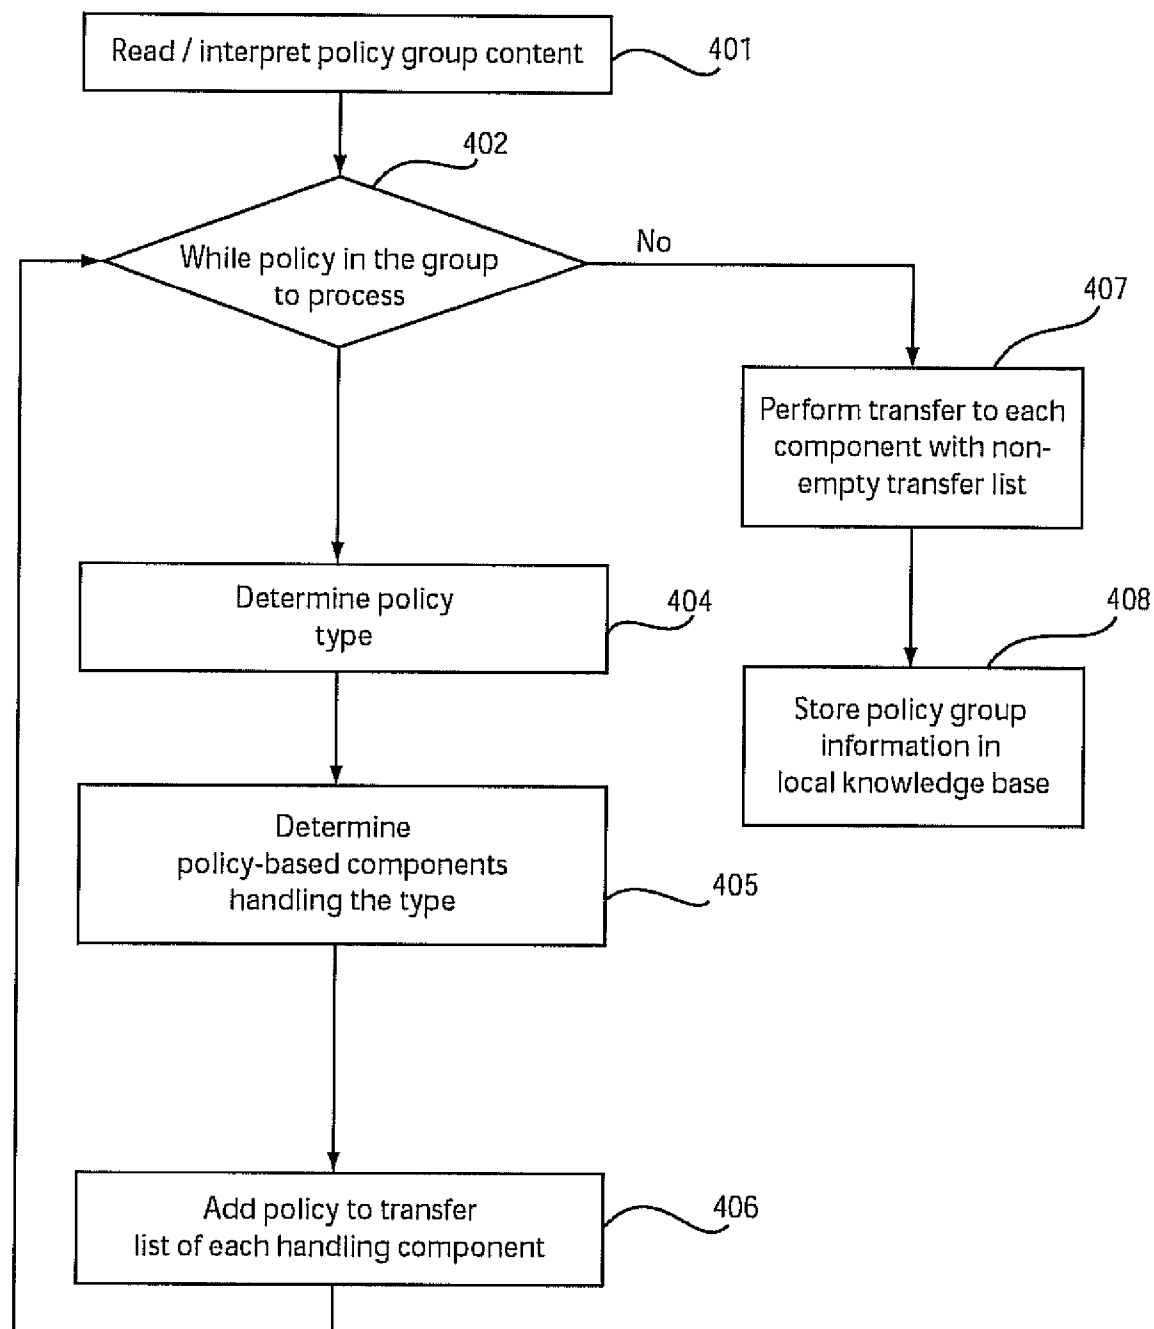 Read / interpret policy group content
401
402
While policy in the group
to process
No
407
Perform transfer to each
component with non-
empty transfer list
Determine policy
type
404
408
Store policy group
information in
local knowledge base
Determine
policy-based components
handling the type
405
Add policy to transfer
list of each handling component
406